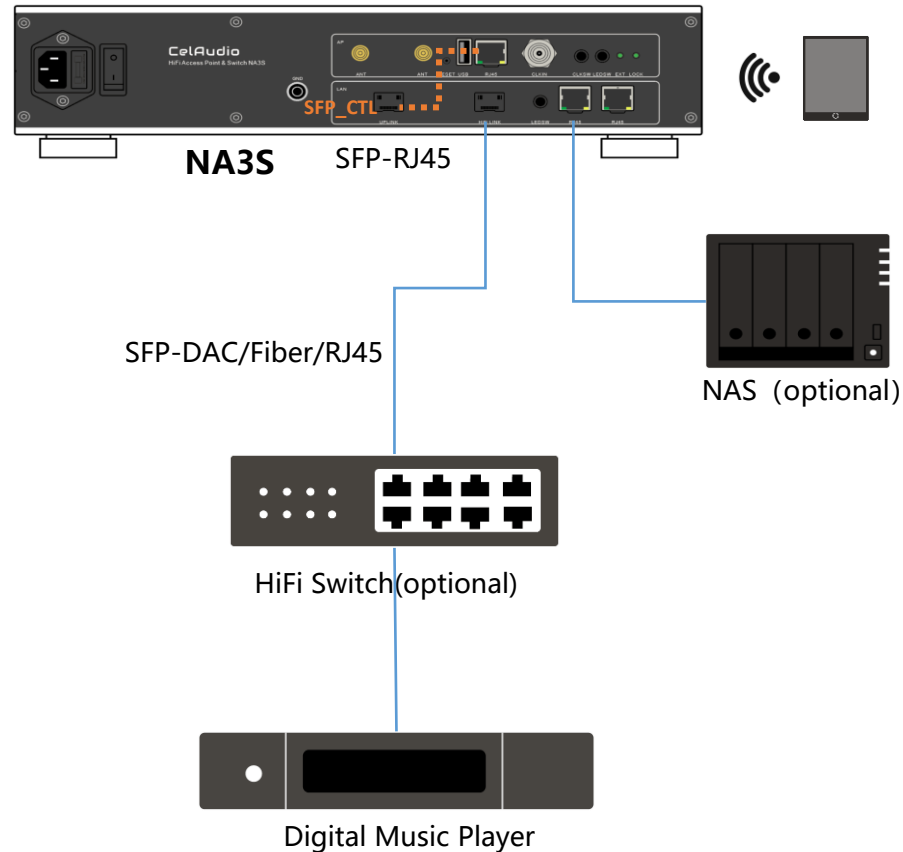 CelAudio
HiFi Access Point & Switch NA3S
AP
ANT
ANT
RESET USB
RJ45
CLKIN
CLKSW LEDSW EXT LOCK
GND
LAN
SFP_CTL
UPLINK
HiFi LINK
LEDSW
RJ45
RJ45
NA3S
SFP-RJ45
SFP-DAC/Fiber/RJ45
NAS（optional）
HiFi Switch(optional)
Digital Music Player